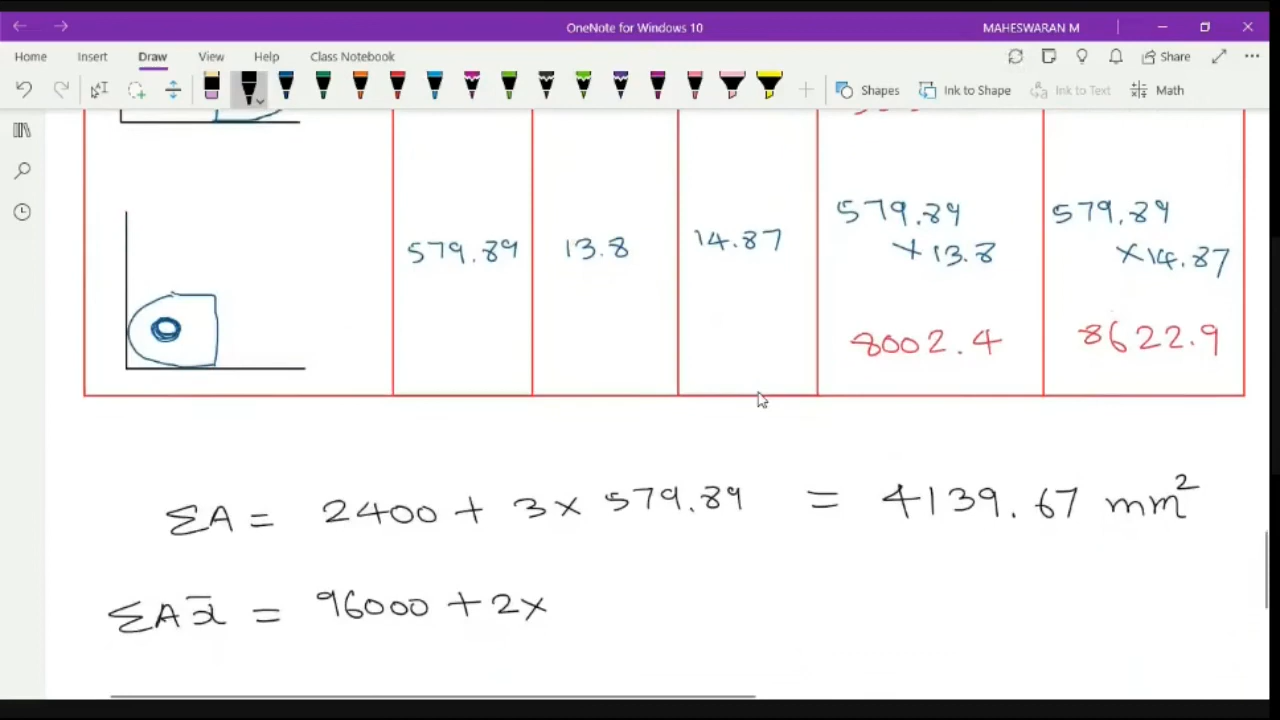 OneNote for Windows 10
MAHESWARAN M
Home Insert Draw View Help Class Notebook
Share
Shapes
Ink to Shape
Ink to Text
Math
579.89
13.8
14.87
579.89
×13.8
8002.4
579.89
×14.87
8622.9
ΣA = 2400 + 3× 579.89 = 4139.67 mm²
ΣAx̄ = 96000 + 2×